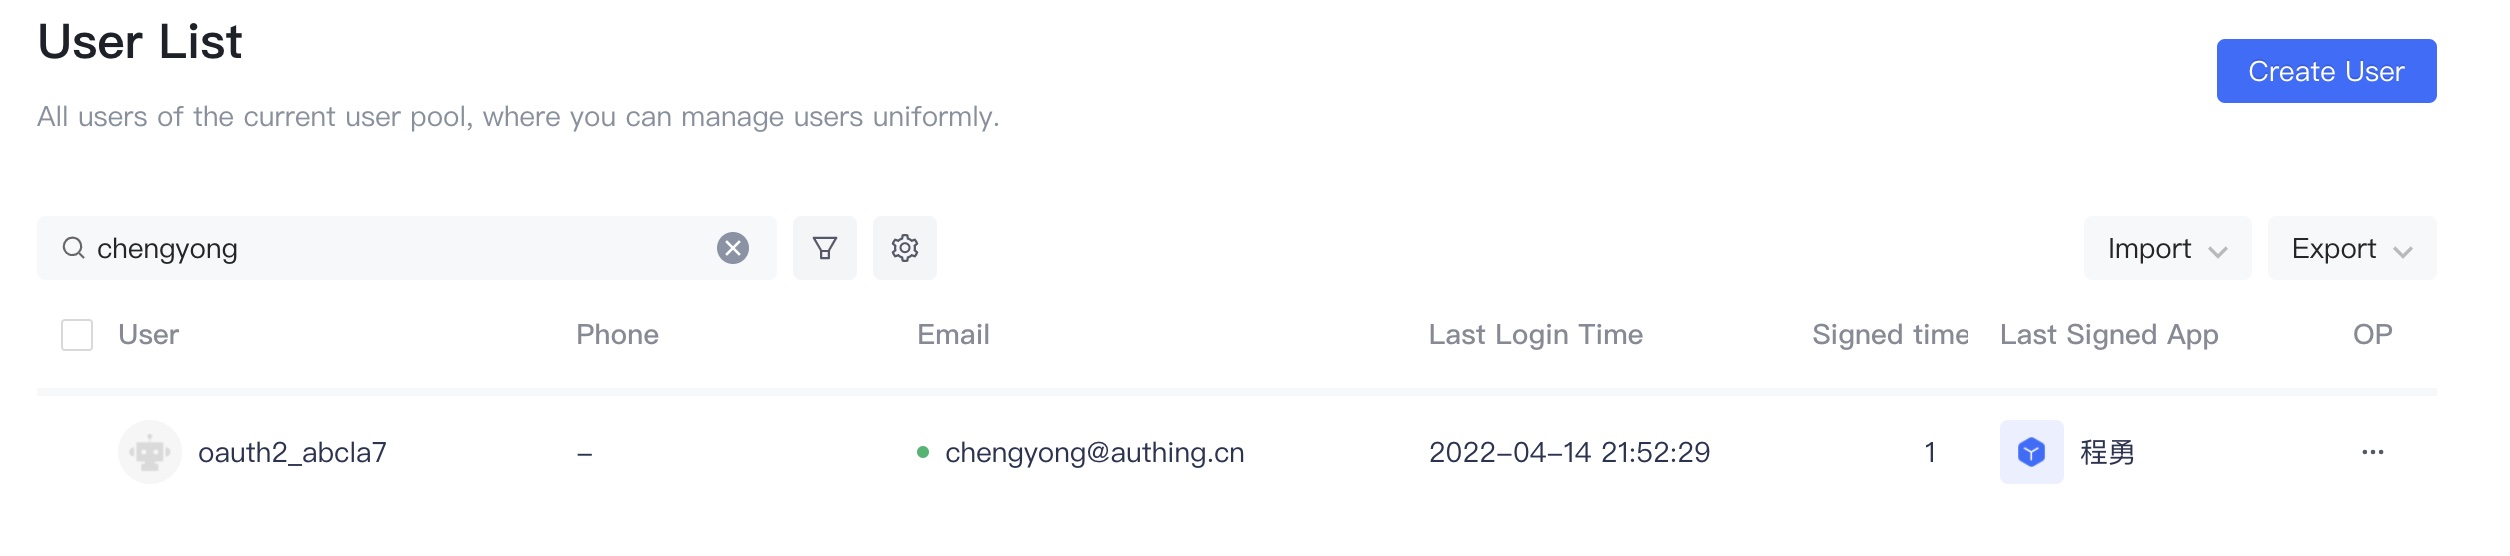 User List
Create User
All users of the current user pool, where you can manage users uniformly.
chengyong
Import
Export
User Phone Email Last Login Time Signed time Last Signed App OP
oauth2_abcla7 – chengyong@authing.cn 2022–04–14 21:52:29 1 程勇 •••